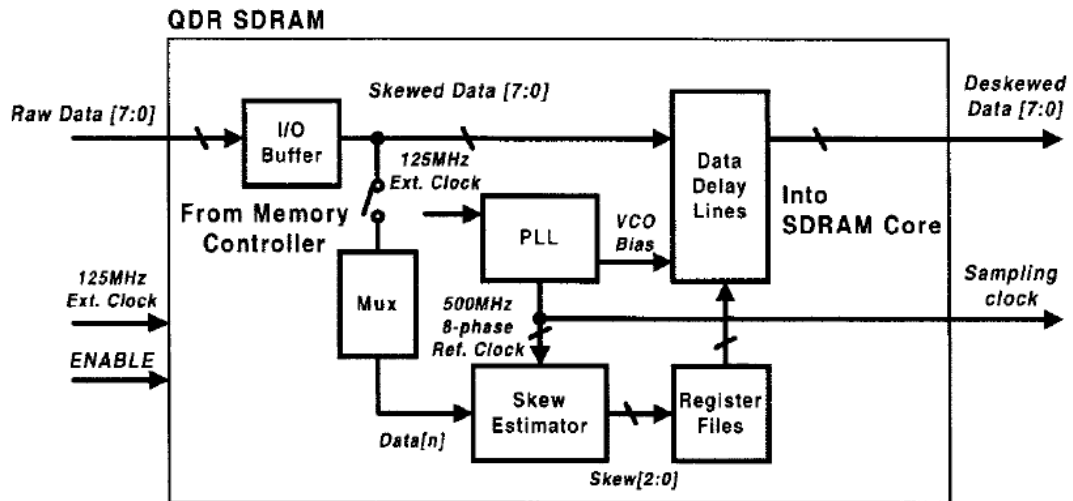 QDR SDRAM
Raw Data [7:0]
I/O
Buffer
Skewed Data [7:0]
125MHz
Ext. Clock
Data
Delay
Lines
Deskewed
Data [7:0]
From Memory
Controller
PLL
VCO
Bias
Into
SDRAM Core
125MHz
Ext. Clock
Mux
500MHz
8-phase
Ref. Clock
Sampling
clock
ENABLE
Data[n]
Skew
Estimator
Skew[2:0]
Register
Files